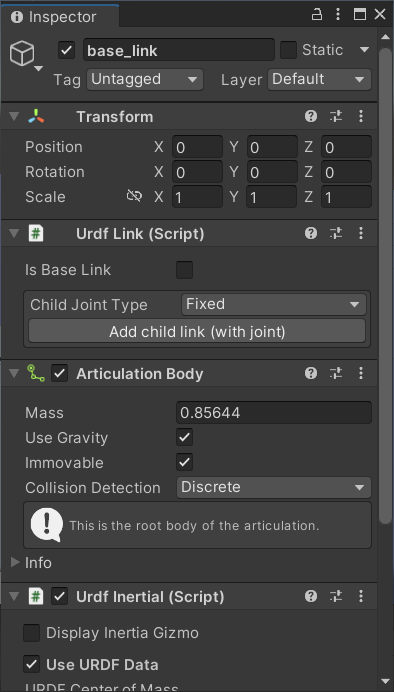 Inspector
base_link
Static
Tag Untagged Layer Default
Transform
Position X 0 Y 0 Z 0
Rotation X 0 Y 0 Z 0
Scale X 1 Y 1 Z 1
# Urdf Link (Script)
Is Base Link
Child Joint Type Fixed
Add child link (with joint)
Articulation Body
Mass 0.85644
Use Gravity
Immovable
Collision Detection Discrete
This is the root body of the articulation.
Info
# Urdf Inertial (Script)
Display Inertia Gizmo
Use URDF Data
URDF Center of Mass